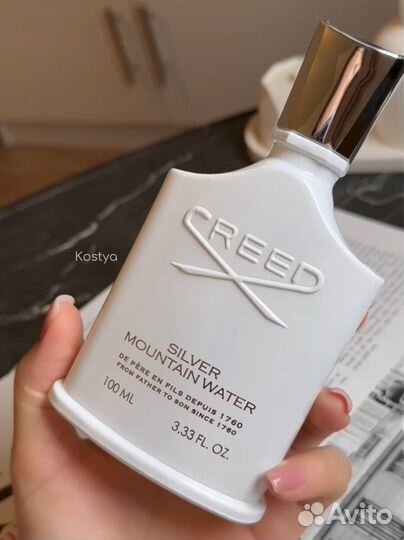 Kostya
CREED
SILVER
MOUNTAIN WATER
DE PÈRE EN FILS DEPUIS 1760
FROM FATHER TO SON SINCE 1760
100 ML
3.33 FL. OZ.
Avito